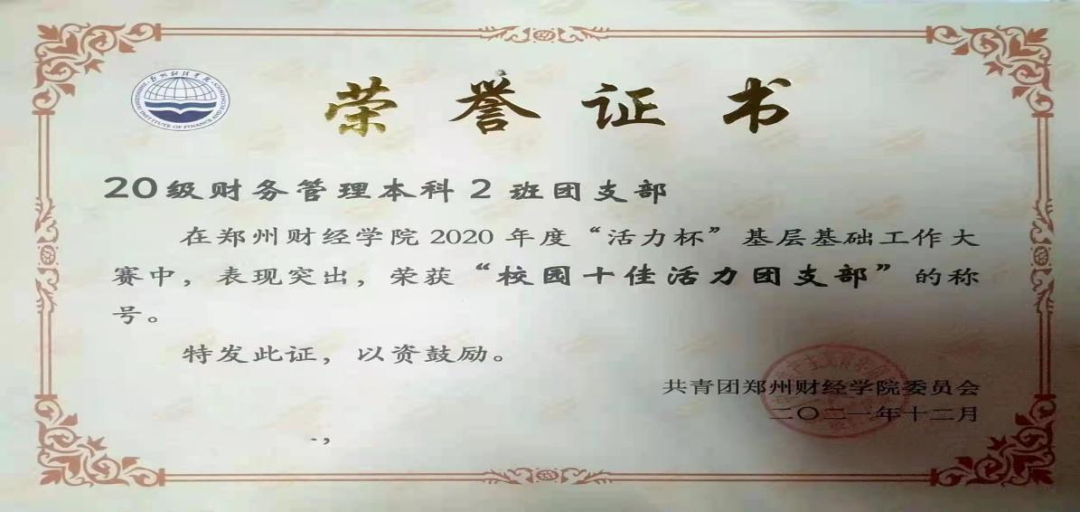 荣誉证书
20级财务管理本科2班团支部
在郑州财经学院2020年度“活力杯”基层基础工作大
赛中，表现突出，荣获“校园十佳活力团支部”的称
号。
特发此证，以资鼓励。
共青团郑州财经学院委员会
二〇二一年十二月